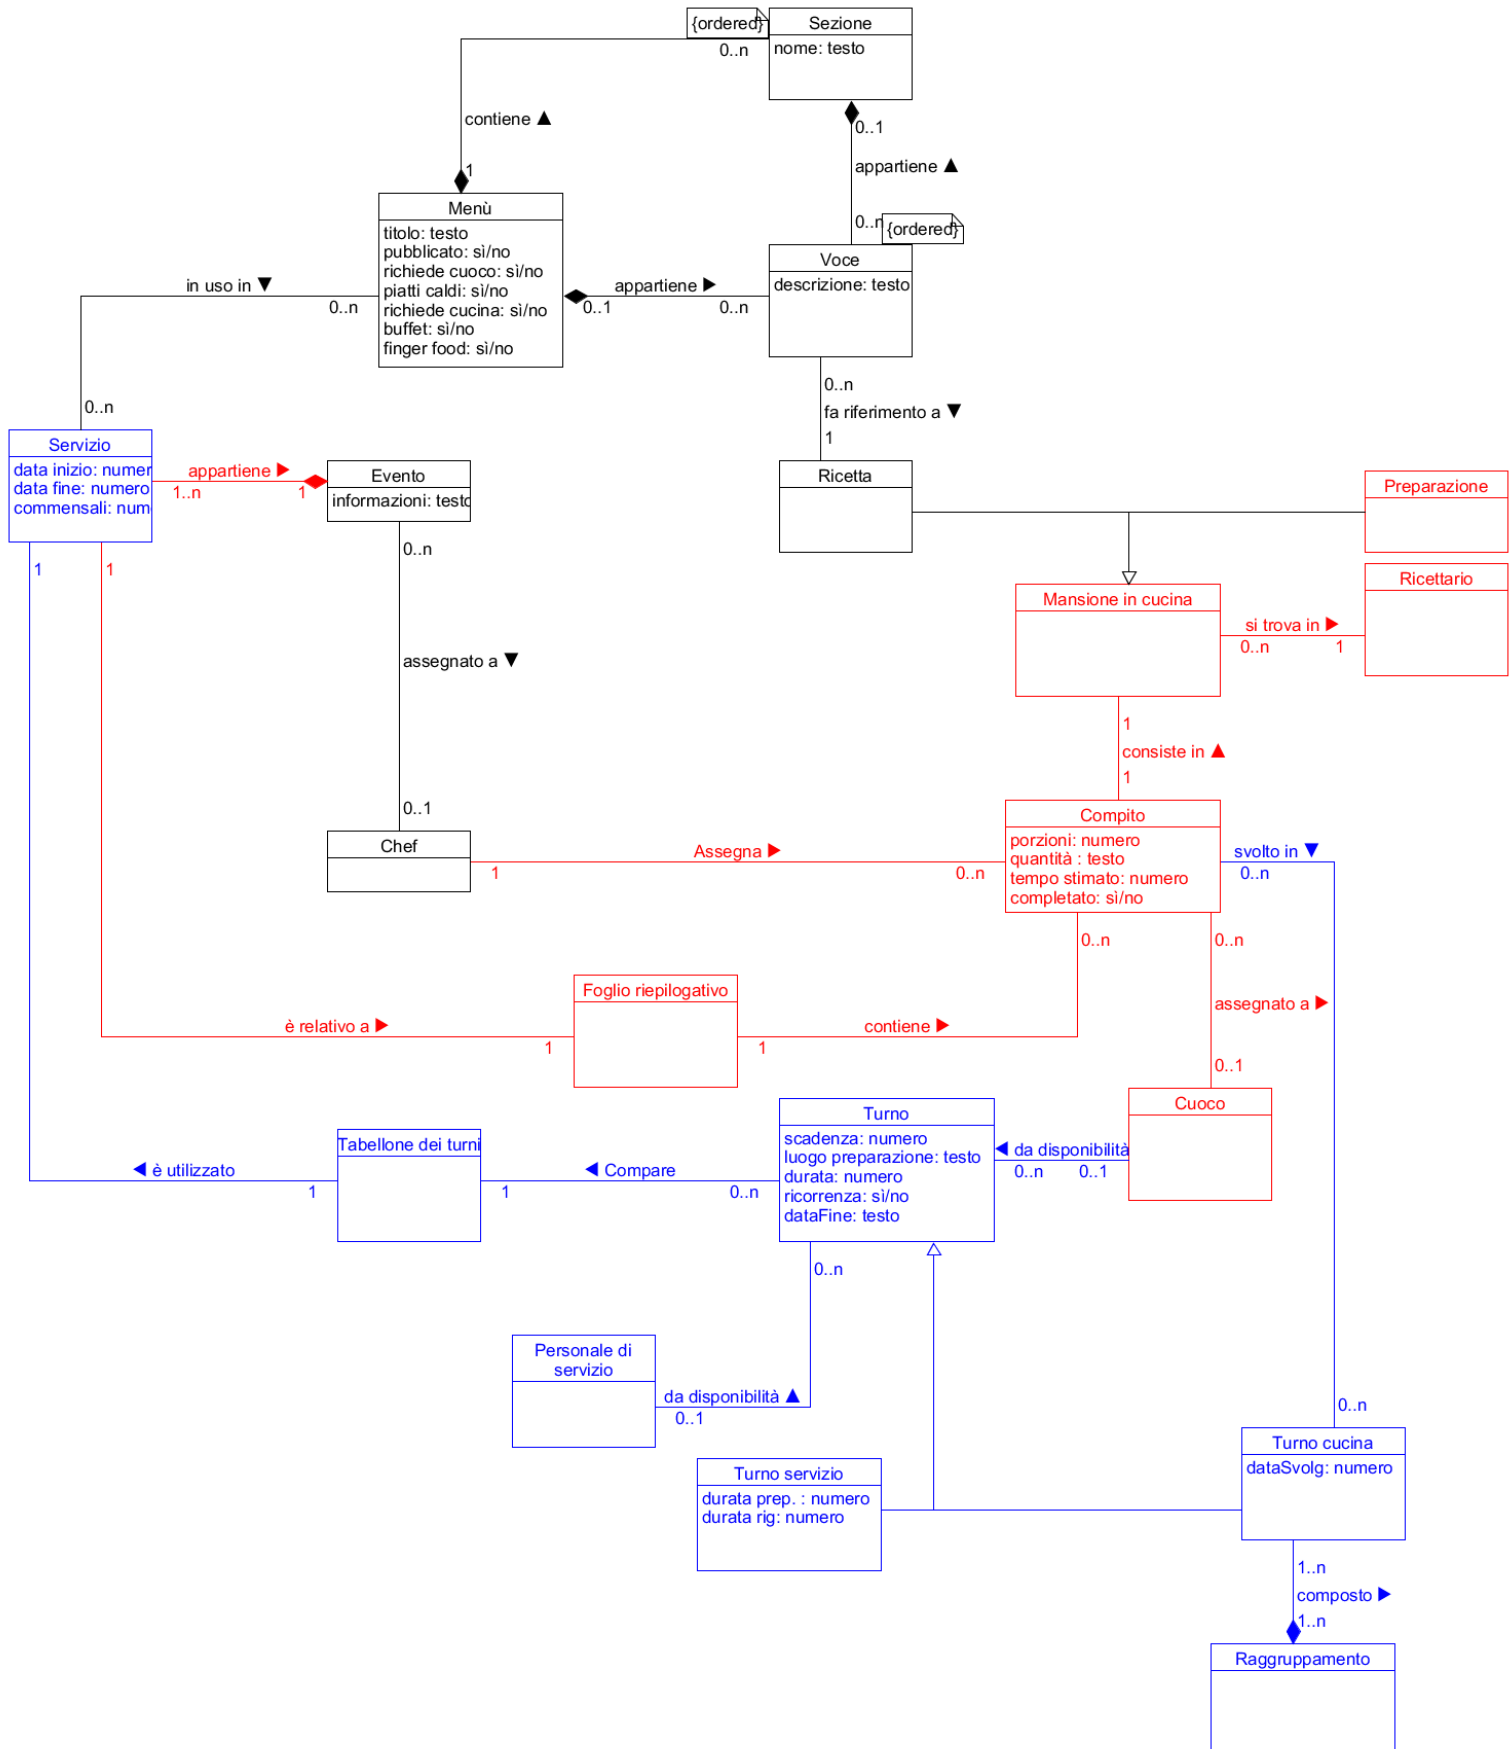 {ordered}
Sezione
nome: testo
0..n
contiene ▲
1
0..1
appartiene ▲
0..n
{ordered}
Menù
titolo: testo
pubblicato: sì/no
richiede cuoco: sì/no
piatti caldi: sì/no
richiede cucina: sì/no
buffet: sì/no
finger food: sì/no
Voce
descrizione: testo
in uso in ▼
0..n
0..n
appartiene ▶
0..1
0..n
0..n
fa riferimento a ▼
1
Servizio
data inizio: numer
data fine: numero
commensali: num
appartiene ▶
1..n
1
Evento
informazioni: testo
Ricetta
Preparazione
Ricettario
Mansione in cucina
si trova in ▶
0..n
1
1
1
0..n
assegnato a ▼
0..1
1
consiste in ▲
1
Chef
Assegna ▶
1
0..n
Compito
porzioni: numero
quantità : testo
tempo stimato: numero
completato: sì/no
svolto in ▼
0..n
0..n
0..n
assegnato a ▶
0..1
Foglio riepilogativo
è relativo a ▶
1
contiene ▶
1
Cuoco
Turno
scadenza: numero
luogo preparazione: testo
durata: numero
ricorrenza: sì/no
dataFine: testo
◀ da disponibilità
0..n
0..1
Tabellone dei turni
◀ è utilizzato
1
◀ Compare
1
0..n
0..n
Personale di
servizio
da disponibilità ▲
0..1
0..n
Turno cucina
dataSvolg: numero
Turno servizio
durata prep. : numero
durata rig: numero
1..n
composto ▶
1..n
Raggruppamento